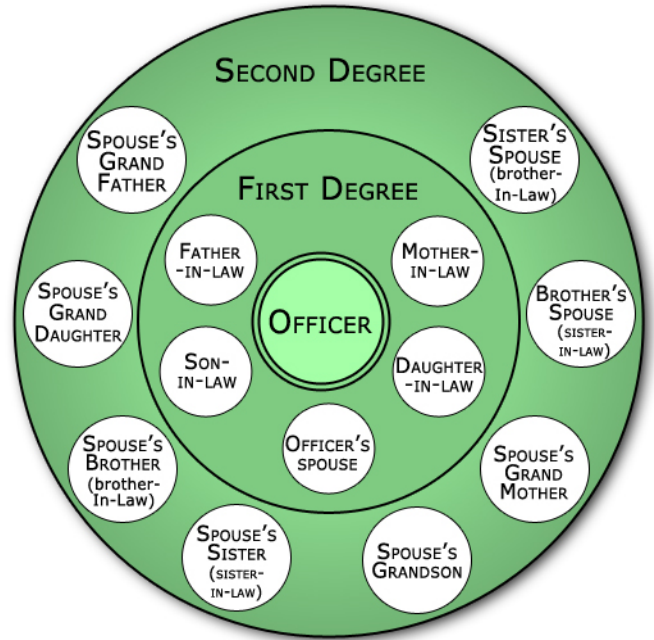 Second Degree
Spouse's
Grand
Father
Sister's
Spouse
(brother-
In-Law)
First Degree
Father
-in-law
Mother-
in-law
Spouse's
Grand
Daughter
Officer
Brother's
Spouse
(sister-
in-law)
Son-
in-law
Daughter
-in-law
Officer's
spouse
Spouse's
Brother
(brother-
In-Law)
Spouse's
Grand
Mother
Spouse's
Sister
(sister-
in-law)
Spouse's
Grandson